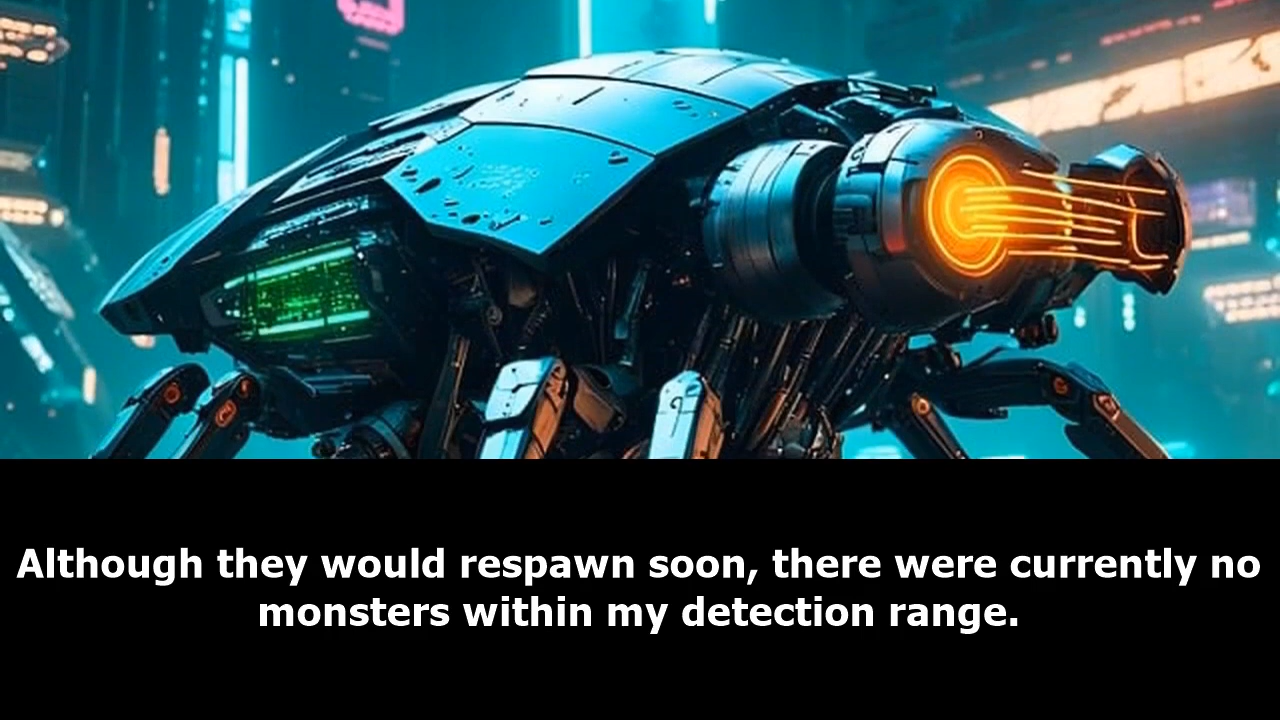 Although they would respawn soon, there were currently no
monsters within my detection range.